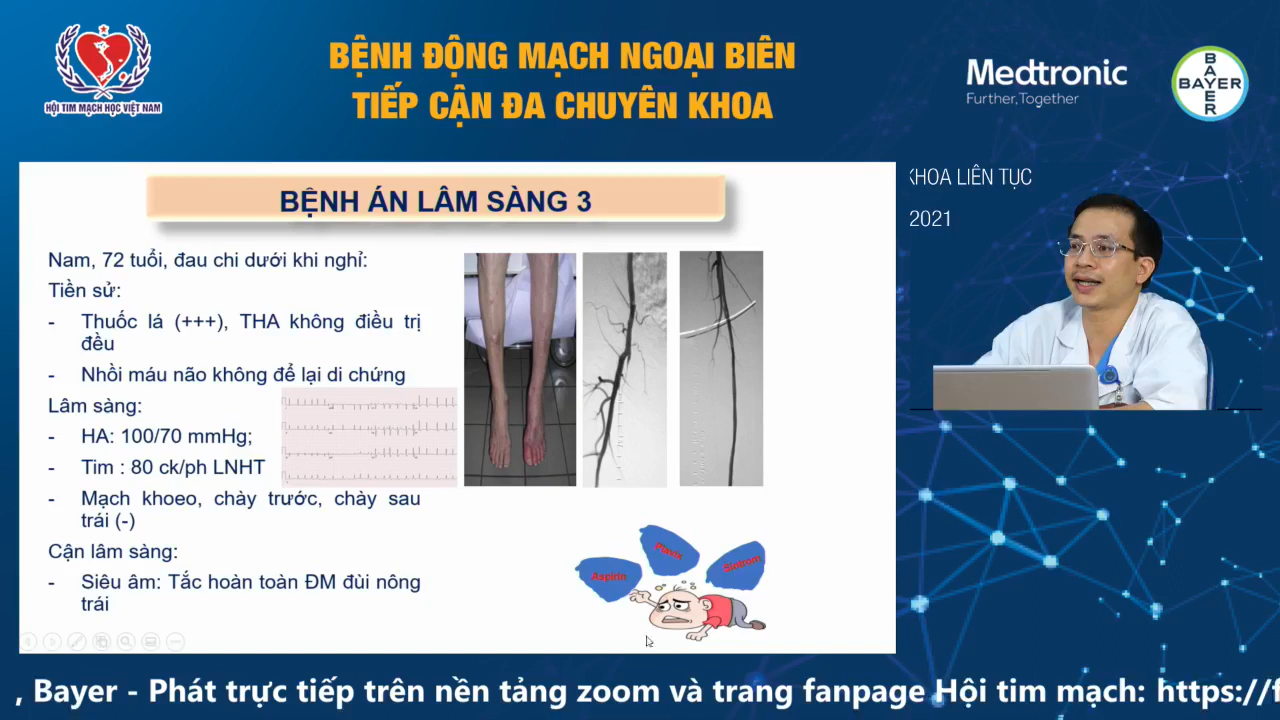 HỘI TIM MẠCH HỌC VIỆT NAM
BỆNH ĐỘNG MẠCH NGOẠI BIÊN
TIẾP CẬN ĐA CHUYÊN KHOA
Medtronic
Further, Together
BAYER
BAYER
KHOA LIÊN TỤC
2021
BỆNH ÁN LÂM SÀNG 3
Nam, 72 tuổi, đau chi dưới khi nghỉ:
Tiền sử:
- Thuốc lá (+++), THA không điều trị
đều
- Nhồi máu não không để lại di chứng
Lâm sàng:
- HA: 100/70 mmHg;
- Tim : 80 ck/ph LNHT
- Mạch khoeo, chày trước, chày sau
trái (-)
Cận lâm sàng:
- Siêu âm: Tắc hoàn toàn ĐM đùi nông
trái
Aspirin
Plavix
Sintrom
, Bayer - Phát trực tiếp trên nền tảng zoom và trang fanpage Hội tim mạch: https://f